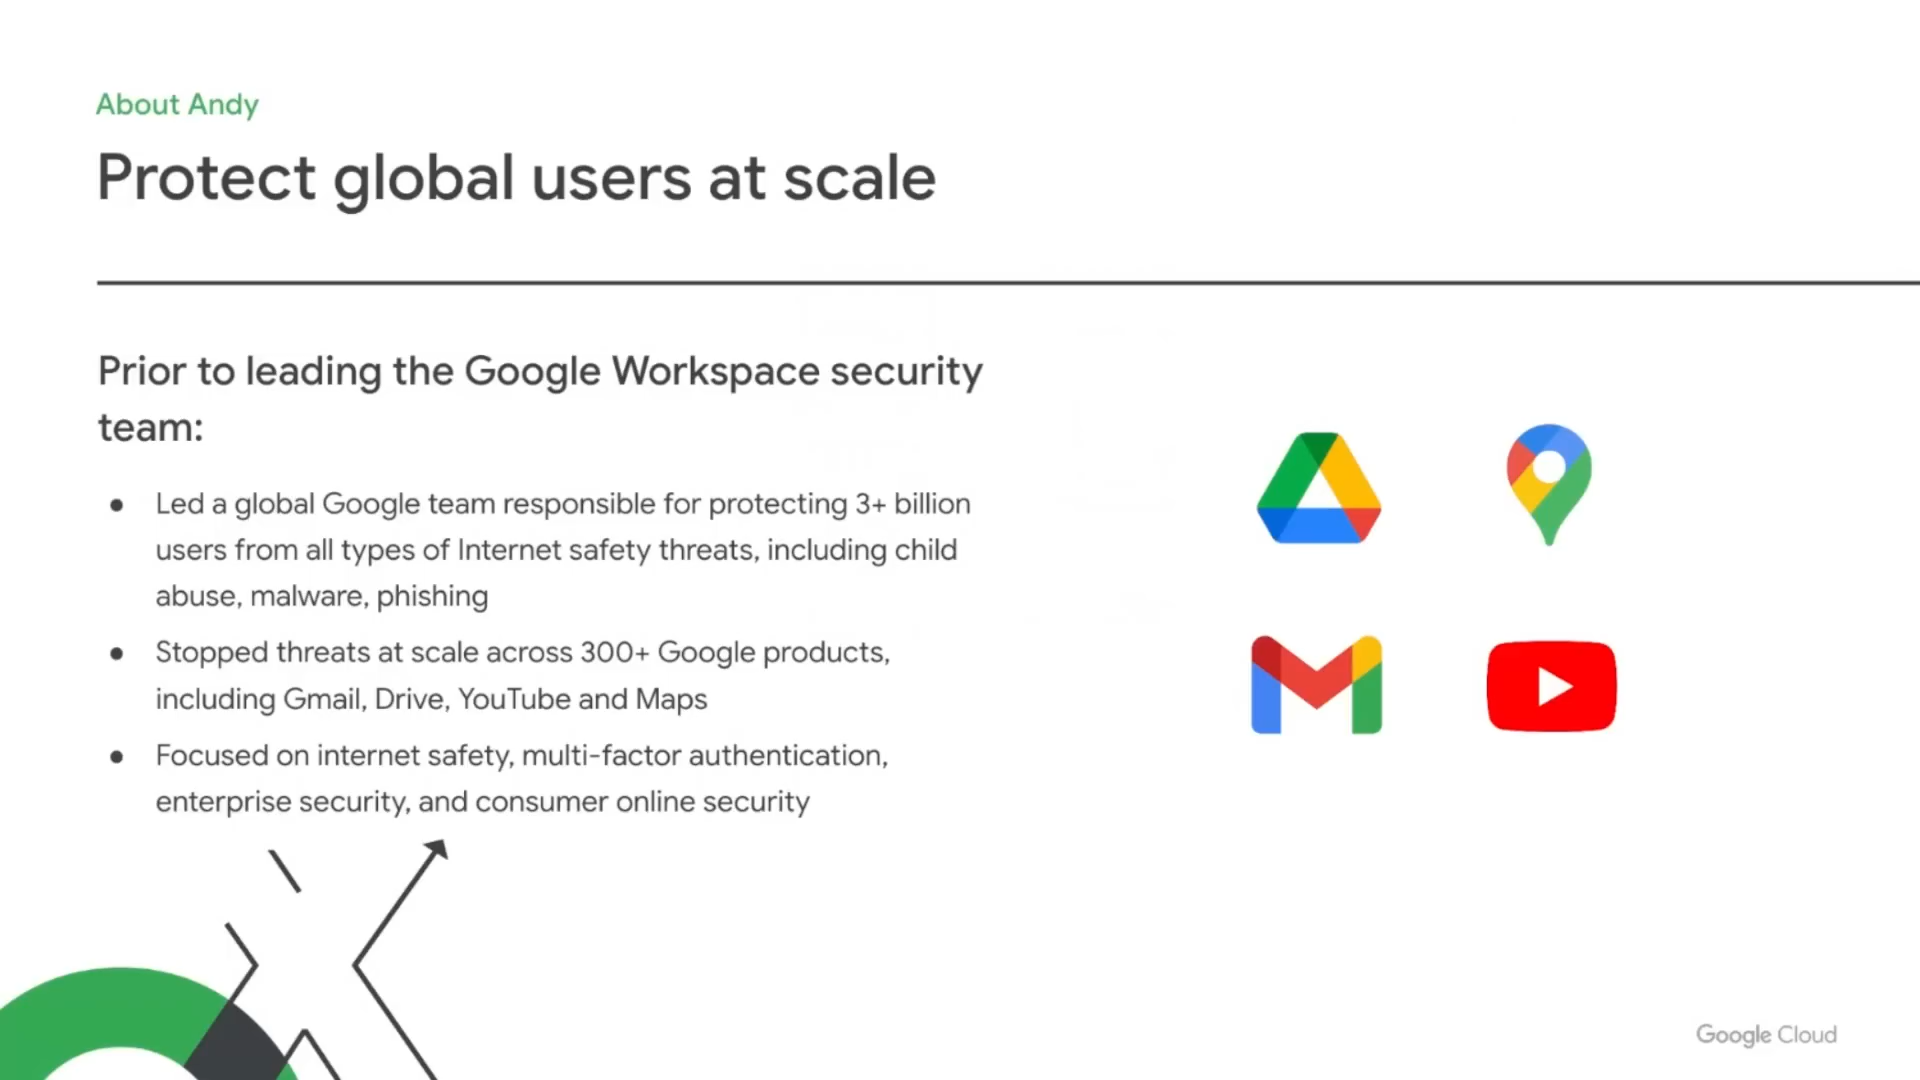 About Andy
Protect global users at scale
Prior to leading the Google Workspace security
team:
● Led a global Google team responsible for protecting 3+ billion
users from all types of Internet safety threats, including child
abuse, malware, phishing
● Stopped threats at scale across 300+ Google products,
including Gmail, Drive, YouTube and Maps
● Focused on internet safety, multi-factor authentication,
enterprise security, and consumer online security
Google Cloud